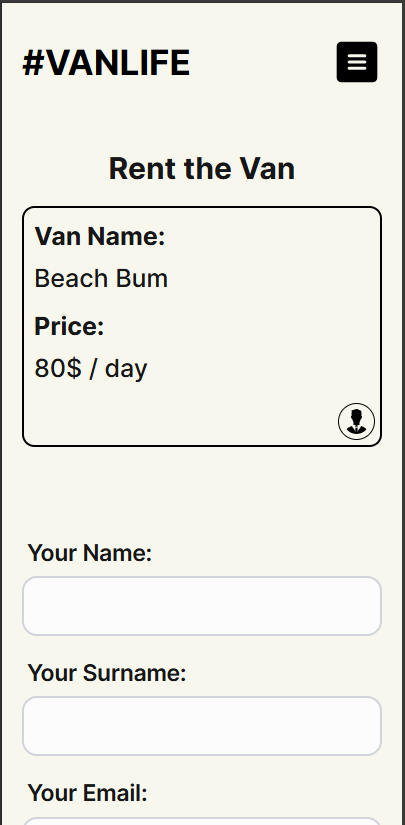 #VANLIFE
Rent the Van
Van Name:
Beach Bum
Price:
80$ / day
Your Name:
Your Surname:
Your Email: